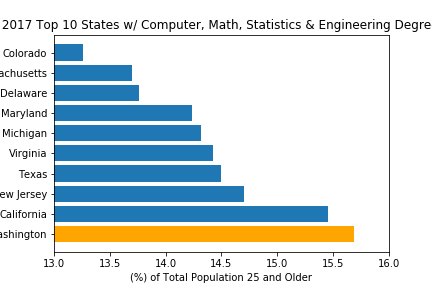 2017 Top 10 States w/ Computer, Math, Statistics & Engineering Degre
Colorado
achusetts
Delaware
Maryland
Michigan
Virginia
Texas
ew Jersey
California
ashington
13.0 13.5 14.0 14.5 15.0 15.5 16.0
(%) of Total Population 25 and Older